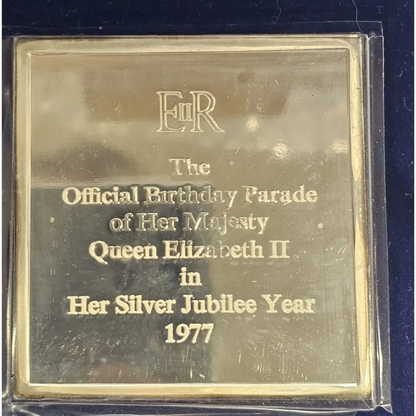 EIIR
The
Official Birthday Parade
of Her Majesty
Queen Elizabeth II
in
Her Silver Jubilee Year
1977